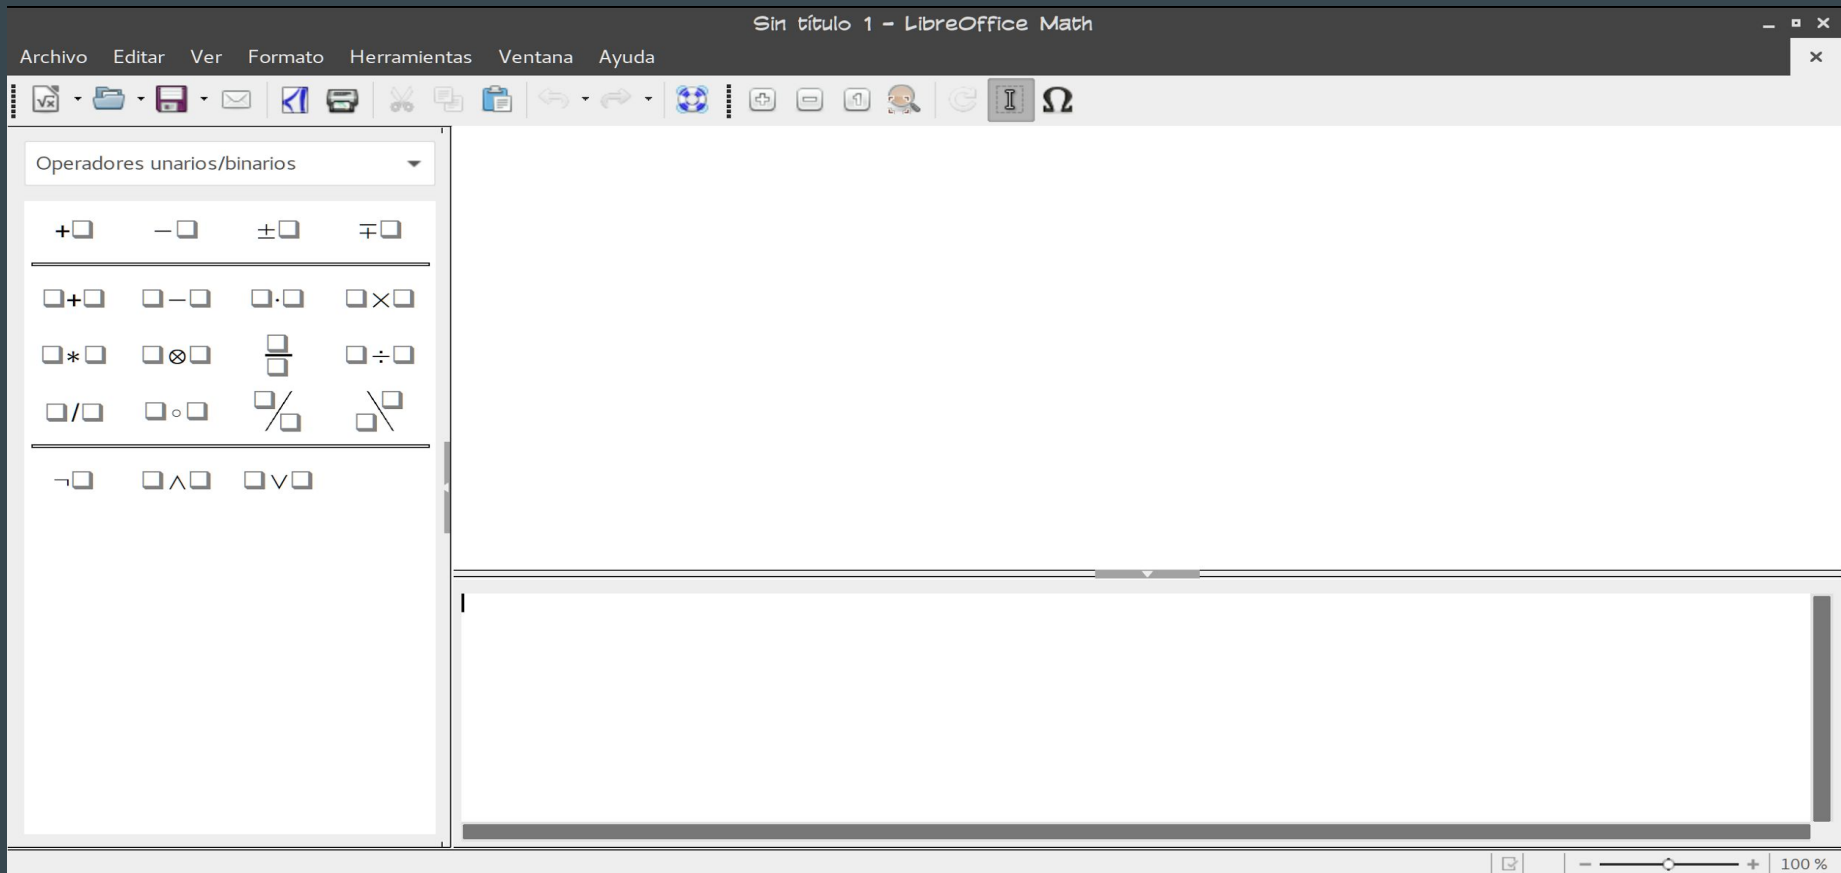 Sin título 1 - LibreOffice Math
Archivo Editar Ver Formato Herramientas Ventana Ayuda
Operadores unarios/binarios
+□ −□ ±□ ∓□
□+□ □−□ □·□ □×□
□∗□ □⊗□ □/□ □÷□
□/□ □∘□ □∕□ □∖□
¬□ □∧□ □∨□
100 %